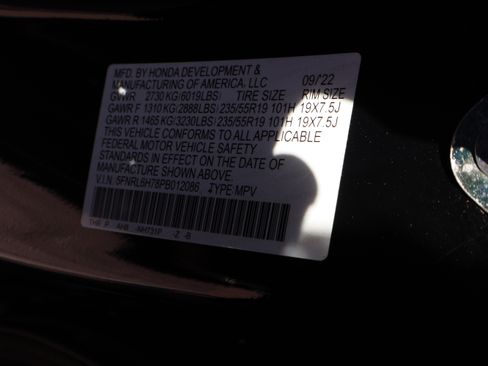 MFD. BY HONDA DEVELOPMENT &
MANUFACTURING OF AMERICA, LLC 09/'22
GVWR 2730 KG(6019LBS) TIRE SIZE RIM SIZE
GAWR F 1310 KG(2888LBS) 235/55R19 101H 19X7.5J
GAWR R 1465 KG(3230LBS) 235/55R19 101H 19X7.5J
THIS VEHICLE CONFORMS TO ALL APPLICABLE
FEDERAL MOTOR VEHICLE SAFETY
STANDARDS IN EFFECT ON THE DATE OF
MANUFACTURE SHOWN ABOVE.
V.I.N. 5FNRL6H78PB012086 TYPE:MPV
THR P AH8 -NH731P -Z -B